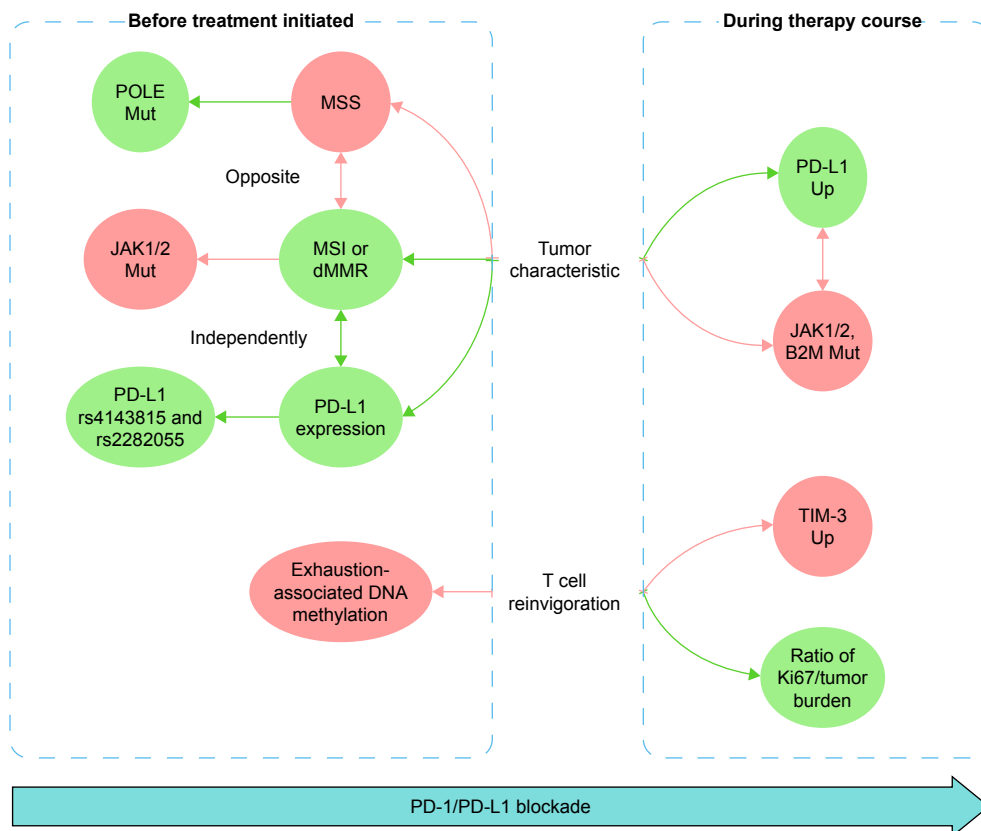 Before treatment initiated
During therapy course
POLE
Mut
MSS
Opposite
PD-L1
Up
JAK1/2
Mut
MSI or
dMMR
Tumor
characteristic
Independently
JAK1/2,
B2M Mut
PD-L1
rs4143815 and
rs2282055
PD-L1
expression
TIM-3
Up
Exhaustion-
associated DNA
methylation
T cell
reinvigoration
Ratio of
Ki67/tumor
burden
PD-1/PD-L1 blockade